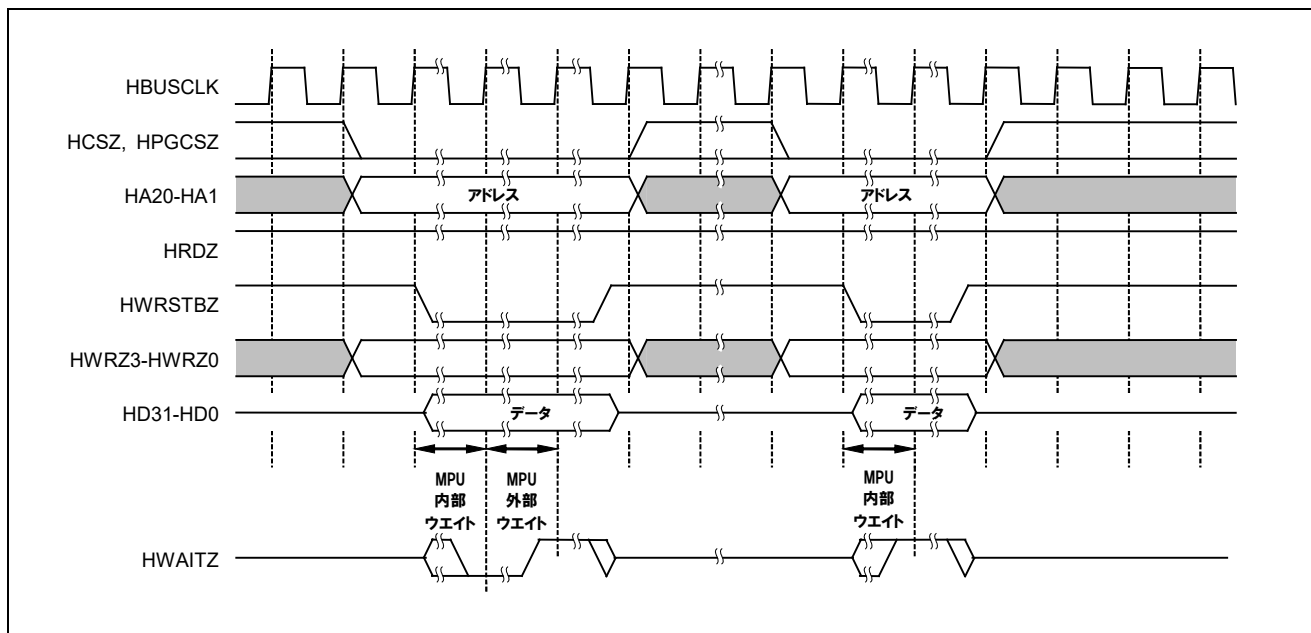 HBUSCLK
HCSZ, HPGCSZ
HA20-HA1
アドレス
アドレス
HRDZ
HWRSTBZ
HWRZ3-HWRZ0
HD31-HD0
データ
データ
MPU
内部
ウエイト
MPU
外部
ウエイト
MPU
内部
ウエイト
HWAITZ